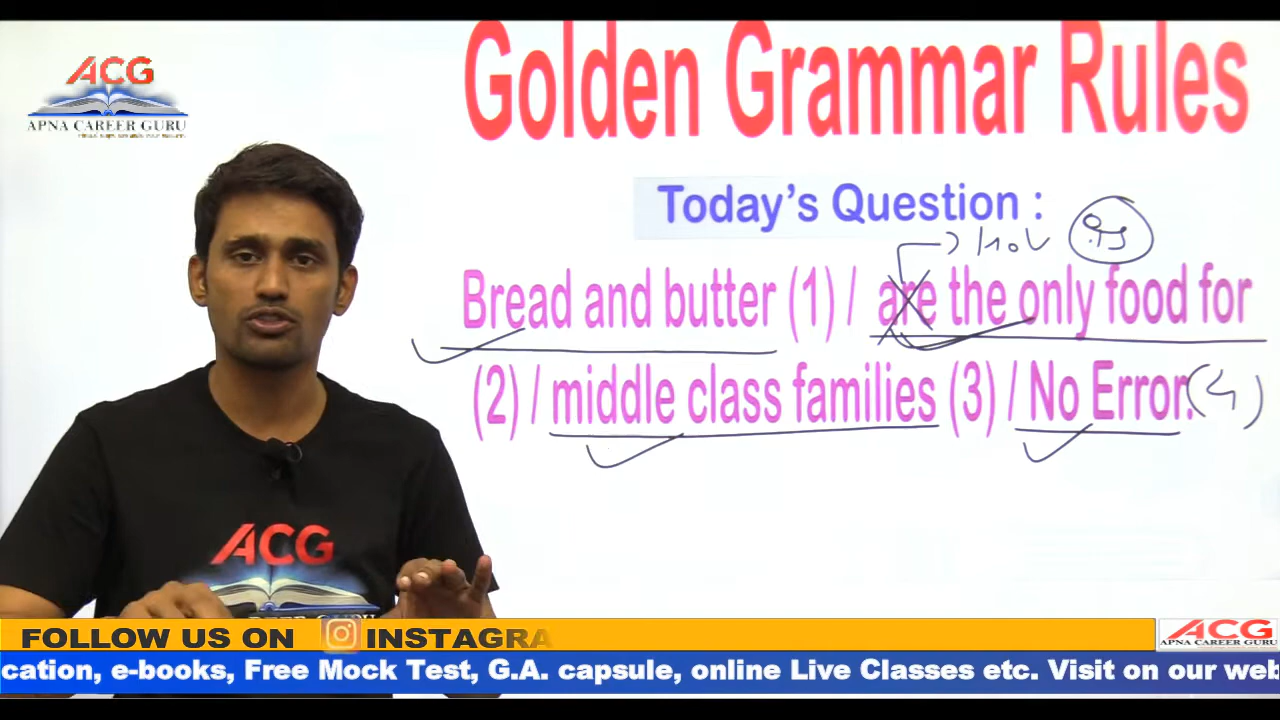 ACG
APNA CAREER GURU
Golden Grammar Rules
Today's Question :
H.V is
Bread and butter (1) / are the only food for
(2) / middle class families (3) / No Error. (4)
ACG
FOLLOW US ON INSTAGRA
ACG
APNA CAREER GURU
cation, e-books, Free Mock Test, G.A. capsule, online Live Classes etc. Visit on our web